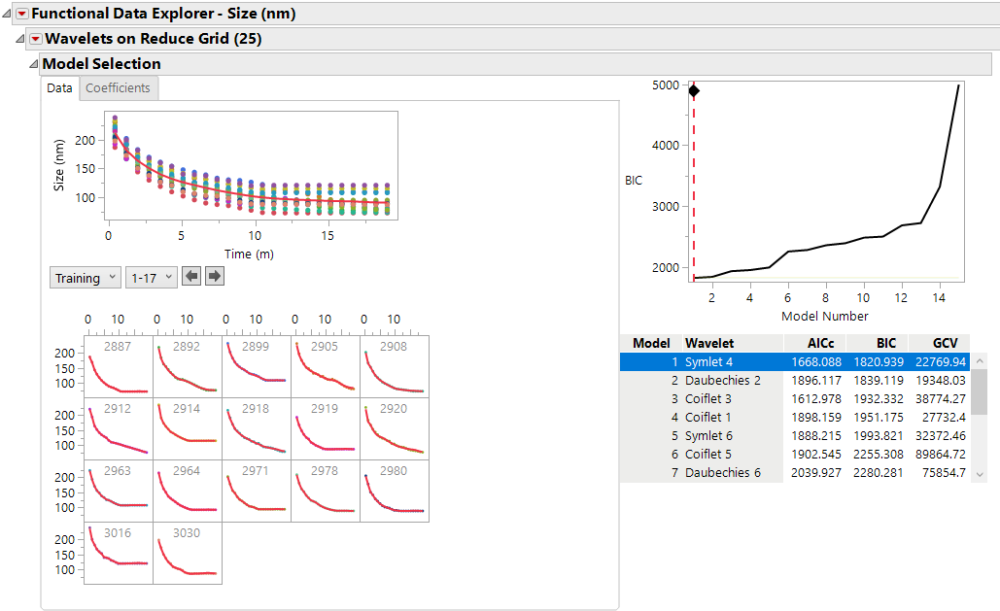 Functional Data Explorer - Size (nm)
Wavelets on Reduce Grid (25)
Model Selection
Data Coefficients
200
150
100
Size (nm)
0 5 10 15
Time (m)
Training 1-17
0 10 0 10 0 10 0 10 0 10
2887 2892 2899 2905 2908
200
150
100
2912 2914 2918 2919 2920
200
150
100
2963 2964 2971 2978 2980
200
150
100
3016 3030
200
150
100
5000
4000
BIC
3000
2000
2 4 6 8 10 12 14
Model Number
Model Wavelet AICc BIC GCV
1 Symlet 4 1668.088 1820.939 22769.94
2 Daubechies 2 1896.117 1839.119 19348.03
3 Coiflet 3 1612.978 1932.332 38774.27
4 Coiflet 1 1898.159 1951.175 27732.4
5 Symlet 6 1888.215 1993.821 32372.46
6 Coiflet 5 1902.545 2255.308 89864.72
7 Daubechies 6 2039.927 2280.281 75854.7